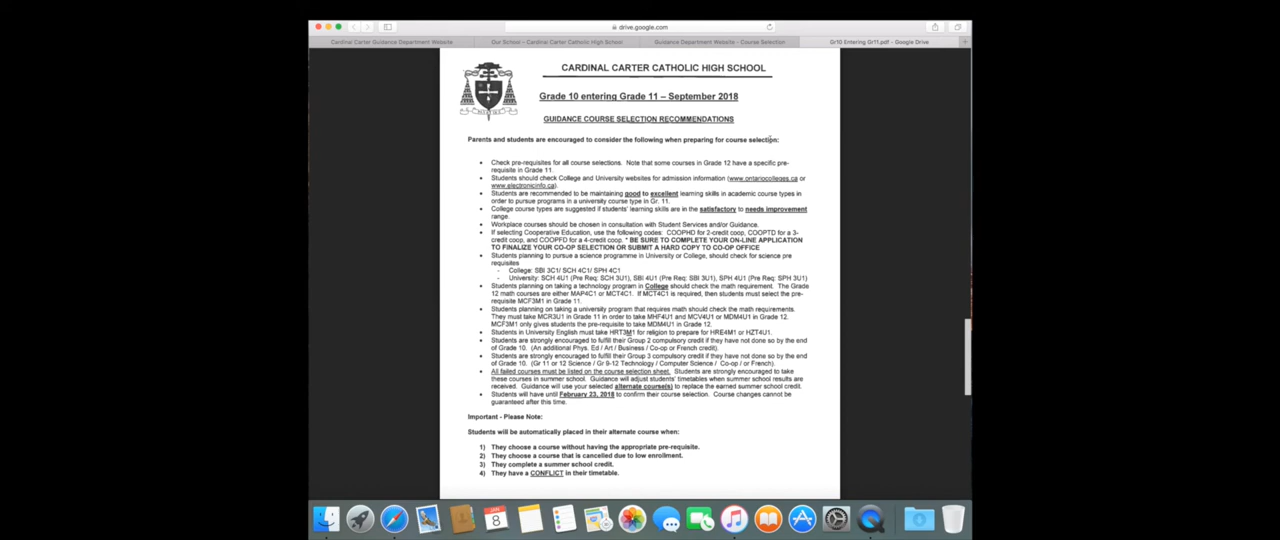 drive.google.com
Cardinal Carter Guidance Department Website
Our School – Cardinal Carter Catholic High School
Guidance Department Website - Course Selection
Gr10 Entering Gr11.pdf - Google Drive
CARDINAL CARTER CATHOLIC HIGH SCHOOL
Grade 10 entering Grade 11 – September 2018
GUIDANCE COURSE SELECTION RECOMMENDATIONS
Parents and students are encouraged to consider the following when preparing for course selection:
• Check pre-requisites for all course selections. Note that some courses in Grade 12 have a specific pre-
requisite in Grade 11.
• Students should check College and University websites for admission information (www.ontariocolleges.ca or
www.electronicinfo.ca).
• Students are recommended to be maintaining good to excellent learning skills in academic course types in
order to pursue programs in a university course type in Gr. 11.
• College course types are suggested if students' learning skills are in the satisfactory to needs improvement
range.
• Workplace courses should be chosen in consultation with Student Services and/or Guidance.
• If selecting Cooperative Education, use the following codes: COOPHD for 2-credit coop, COOPTD for a 3-
credit coop, and COOPFD for a 4-credit coop. * BE SURE TO COMPLETE YOUR ON-LINE APPLICATION
TO FINALIZE YOUR CO-OP SELECTION OR SUBMIT A HARD COPY TO CO-OP OFFICE
• Students planning to pursue a science programme in University or College, should check for science pre
requisites
- College: SBI 3C1/ SCH 4C1/ SPH 4C1
- University: SCH 4U1 (Pre Req: SCH 3U1), SBI 4U1 (Pre Req: SBI 3U1), SPH 4U1 (Pre Req: SPH 3U1)
• Students planning on taking a technology program in College should check the math requirement. The Grade
12 math courses are either MAP4C1 or MCT4C1. If MCT4C1 is required, then students must select the pre-
requisite MCF3M1 in Grade 11.
• Students planning on taking a university program that requires math should check the math requirements.
They must take MCR3U1 in Grade 11 in order to take MHF4U1 and MCV4U1 or MDM4U1 in Grade 12.
MCF3M1 only gives students the pre-requisite to take MDM4U1 in Grade 12.
• Students in University English must take HRT3M1 for religion to prepare for HRE4M1 or HZT4U1.
• Students are strongly encouraged to fulfill their Group 2 compulsory credit if they have not done so by the end
of Grade 10. (An additional Phys. Ed / Art / Business / Co-op or French credit).
• Students are strongly encouraged to fulfill their Group 3 compulsory credit if they have not done so by the end
of Grade 10. (Gr 11 or 12 Science / Gr 9-12 Technology / Computer Science / Co-op / or French).
• All failed courses must be listed on the course selection sheet. Students are strongly encouraged to take
these courses in summer school. Guidance will adjust students' timetables when summer school results are
received. Guidance will use your selected alternate course(s) to replace the earned summer school credit.
• Students will have until February 23, 2018 to confirm their course selection. Course changes cannot be
guaranteed after this time.
Important - Please Note:
Students will be automatically placed in their alternate course when:
1) They choose a course without having the appropriate pre-requisite.
2) They choose a course that is cancelled due to low enrollment.
3) They complete a summer school credit.
4) They have a CONFLICT in their timetable.
JAN
8